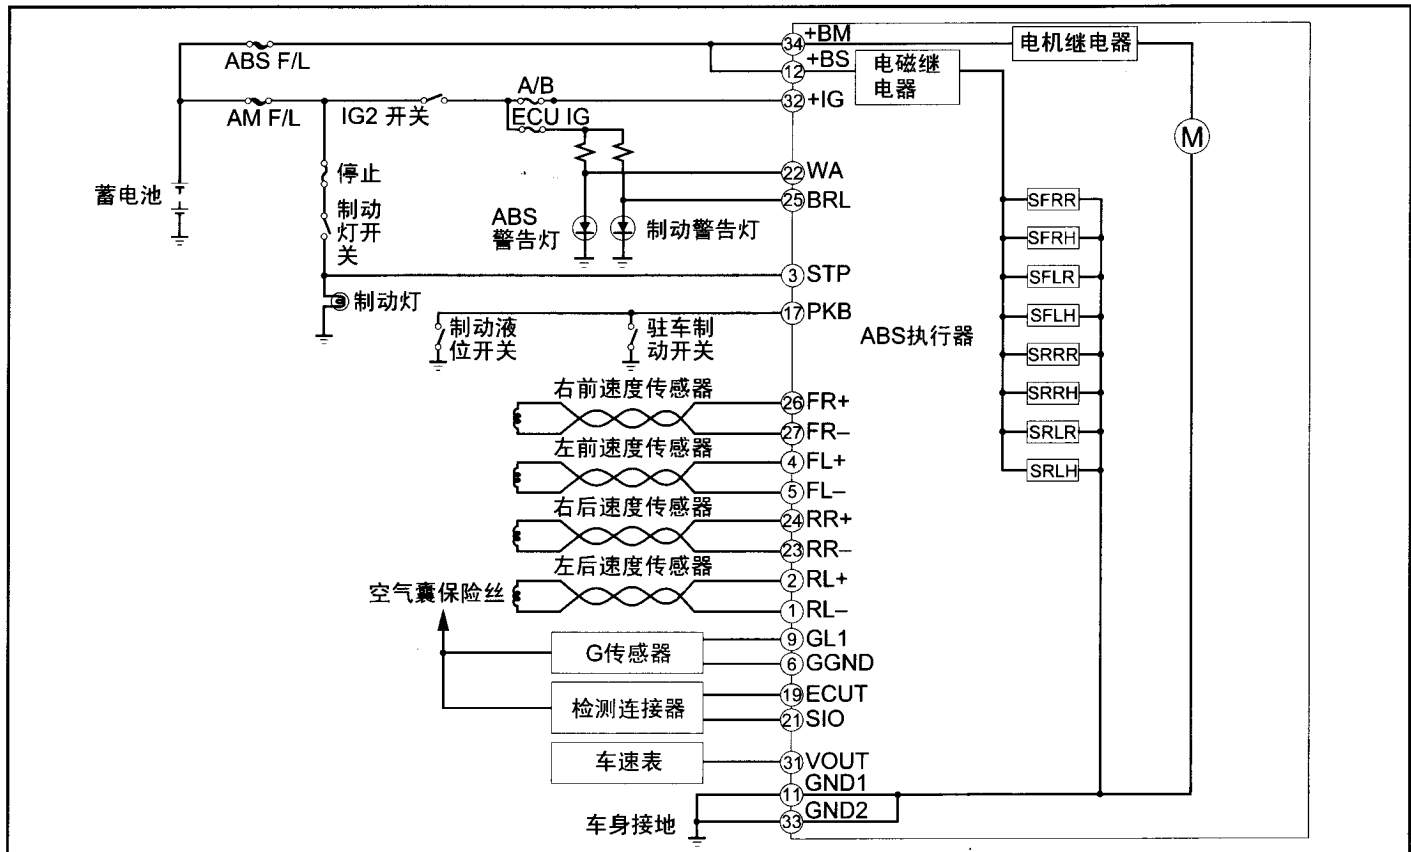 34 +BM
电机继电器
ABS F/L
12 +BS
电磁继
电器
A/B
AM F/L
IG2 开关
ECU IG
32 +IG
M
蓄电池
停止
22 WA
制动
灯开
关
25 BRL
ABS
警告灯
制动警告灯
SFRR
SFRH
3 STP
SFLR
制动灯
17 PKB
制动液
位开关
驻车制
动开关
ABS执行器
SFLH
SRRR
SRRH
SRLR
SRLH
右前速度传感器
26 FR+
27 FR–
左前速度传感器
4 FL+
5 FL–
右后速度传感器
24 RR+
23 RR–
左后速度传感器
2 RL+
空气囊保险丝
1 RL–
G传感器
9 GL1
6 GGND
检测连接器
19 ECUT
21 SIO
车速表
31 VOUT
11 GND1
车身接地
33 GND2